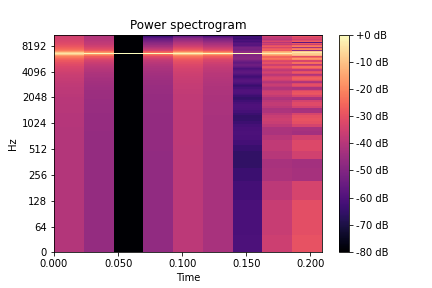 Power spectrogram
8192
4096
2048
1024
512
256
128
64
0
Hz
0.000 0.050 0.100 0.150 0.200
Time
+0 dB
-10 dB
-20 dB
-30 dB
-40 dB
-50 dB
-60 dB
-70 dB
-80 dB